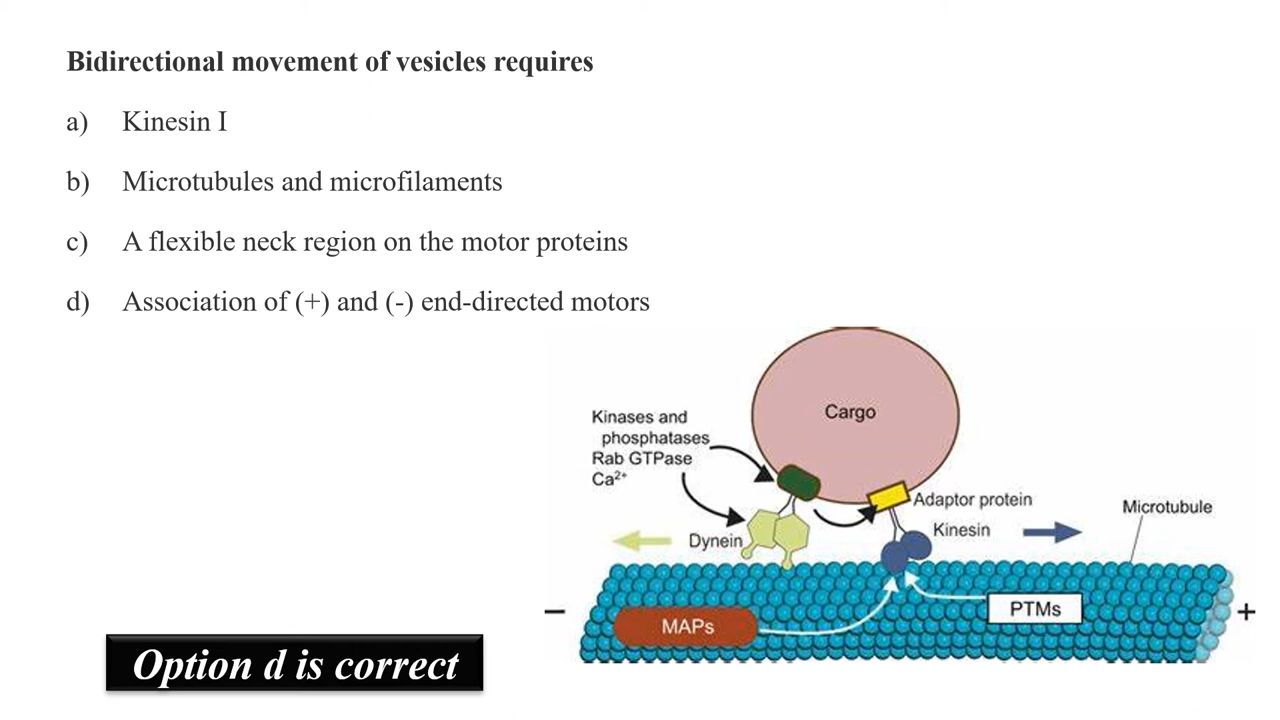 Bidirectional movement of vesicles requires
a) Kinesin I
b) Microtubules and microfilaments
c) A flexible neck region on the motor proteins
d) Association of (+) and (-) end-directed motors
Cargo
Kinases and
phosphatases
Rab GTPase
Ca²⁺
Adaptor protein
Microtubule
Dynein
Kinesin
−
+
MAPs
PTMs
Option d is correct